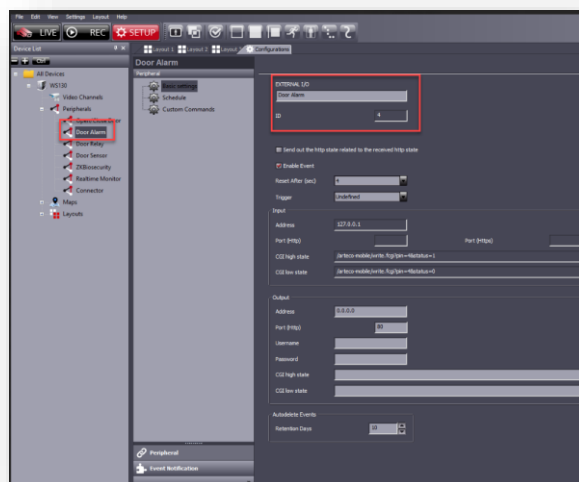 File Edit View Settings Layout Help
LIVE REC SETUP
Device List
Layout 1 Layout 2 Layout 3 Configurations
Door Alarm
All Devices
WS130
Video Channels
Peripherals
Open/Close Door
Door Alarm
Door Relay
Door Sensor
ZKBiosecurity
Realtime Monitor
Connector
Maps
Layouts
Peripheral
Basic settings
Schedule
Custom Commands
EXTERNAL I/O
Door Alarm
ID 4
Send out the http state related to the received http state
Enable Event
Reset After (sec) 4
Trigger Undefined
Input
Address 127.0.0.1
Port (Http) Port (Https)
CGI high state /arteco-mobile/write.fcgi?pin=4&status=1
CGI low state /arteco-mobile/write.fcgi?pin=4&status=0
Output
Address 0.0.0.0
Port (Http) 80
Username
Password
CGI high state
CGI low state
Autodelete Events
Retention Days 10
Peripheral
Event Notification